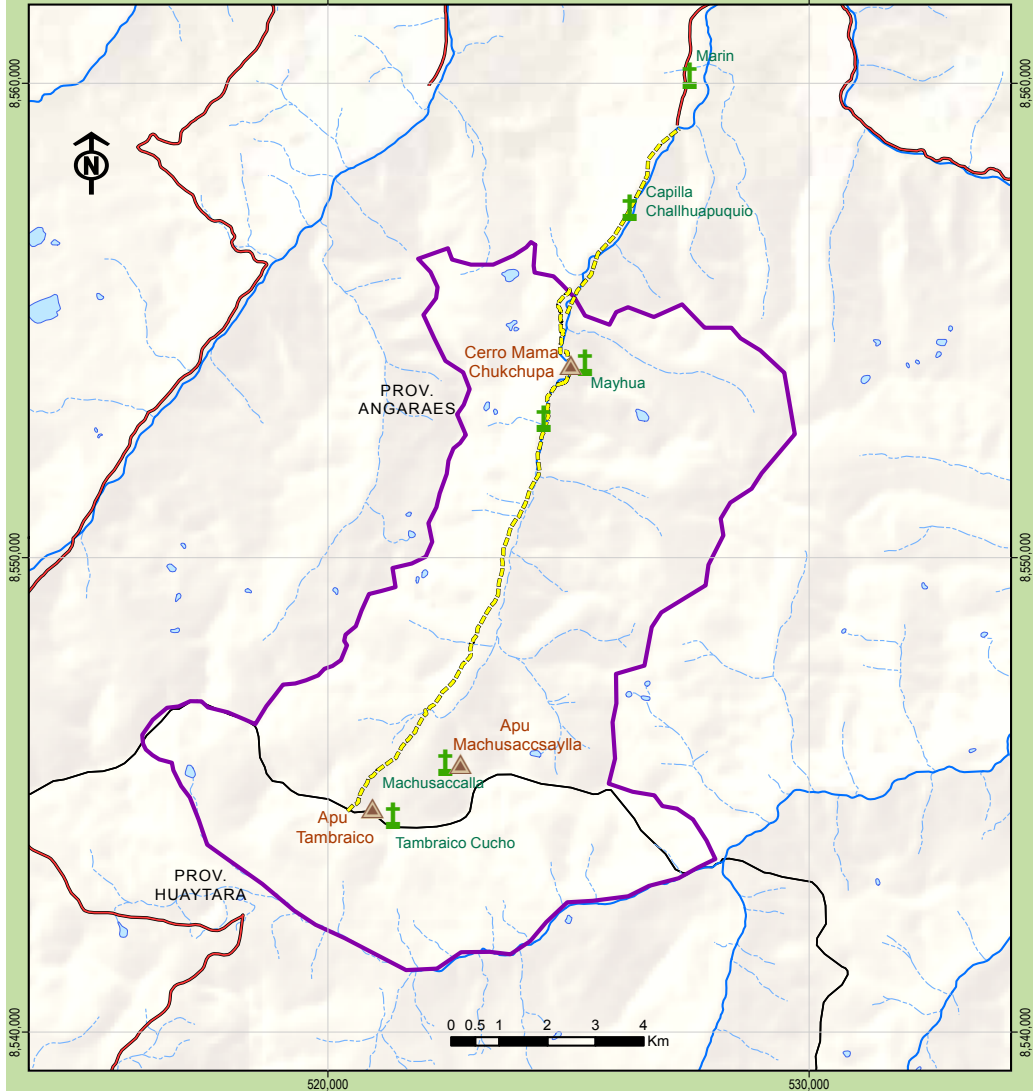 Marin
8,560,000
8,560,000
N
Capilla
Challhuapuquio
Cerro Mama
Chukchupa
Mayhua
PROV.
ANGARAES
8,550,000
8,550,000
Apu
Machusaccsaylla
Machusaccalla
Apu
Tambraico
Tambraico Cucho
PROV.
HUAYTARA
0 0.5 1 2 3 4
Km
8,540,000
8,540,000
520,000
530,000